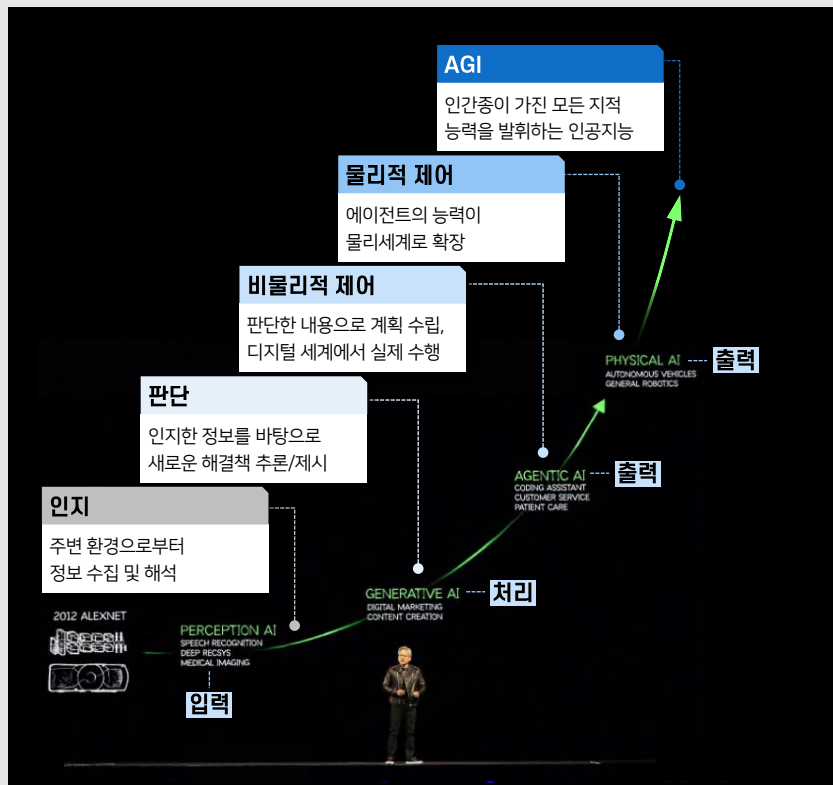 AGI
인간종이 가진 모든 지적
능력을 발휘하는 인공지능
물리적 제어
에이전트의 능력이
물리세계로 확장
비물리적 제어
판단한 내용으로 계획 수립,
디지털 세계에서 실제 수행
PHYSICAL AI
출력
AUTONOMOUS VEHICLES
GENERAL ROBOTICS
판단
인지한 정보를 바탕으로
새로운 해결책 추론/제시
AGENTIC AI
출력
CODING ASSISTANT
CUSTOMER SERVICE
PATIENT CARE
인지
주변 환경으로부터
정보 수집 및 해석
GENERATIVE AI
처리
DIGITAL MARKETING
CONTENT CREATION
2012 ALEXNET
PERCEPTION AI
SPEECH RECOGNITION
DEEP RECSYS
MEDICAL IMAGING
입력